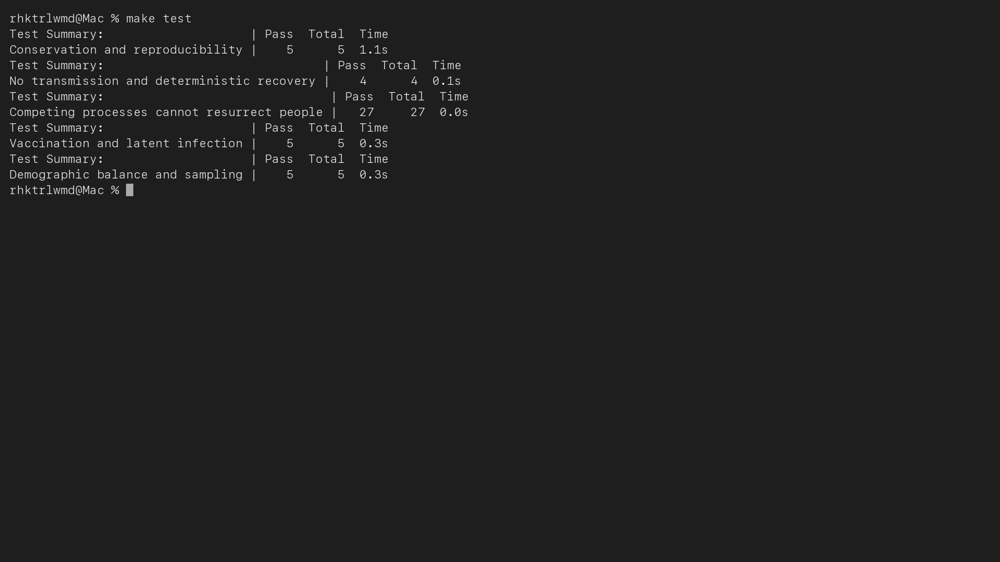 rhktrlwmd@Mac % make test
Test Summary:                    | Pass  Total  Time
Conservation and reproducibility |    5      5  1.1s
Test Summary:                              | Pass  Total  Time
No transmission and deterministic recovery |    4      4  0.1s
Test Summary:                               | Pass  Total  Time
Competing processes cannot resurrect people |   27     27  0.0s
Test Summary:                    | Pass  Total  Time
Vaccination and latent infection |    5      5  0.3s
Test Summary:                    | Pass  Total  Time
Demographic balance and sampling |    5      5  0.3s
rhktrlwmd@Mac %